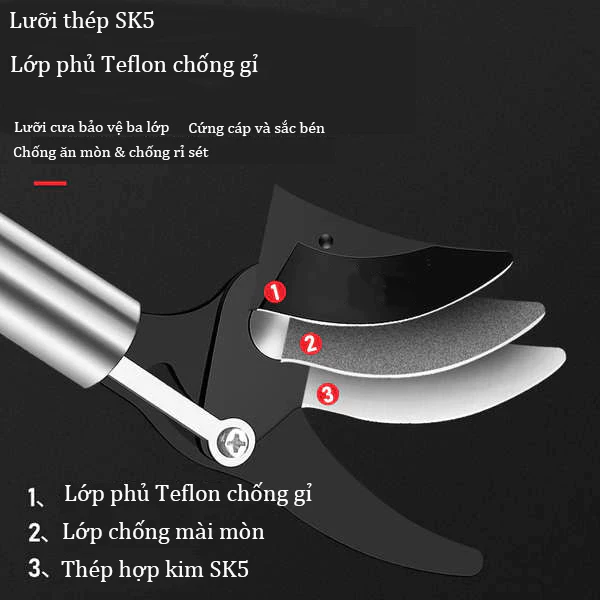 Lưỡi thép SK5
Lớp phủ Teflon chống gỉ
Lưỡi cưa bảo vệ ba lớp Cứng cáp và sắc bén
Chống ăn mòn & chống rỉ sét
1
2
3
1、 Lớp phủ Teflon chống gỉ
2、 Lớp chống mài mòn
3、 Thép hợp kim SK5